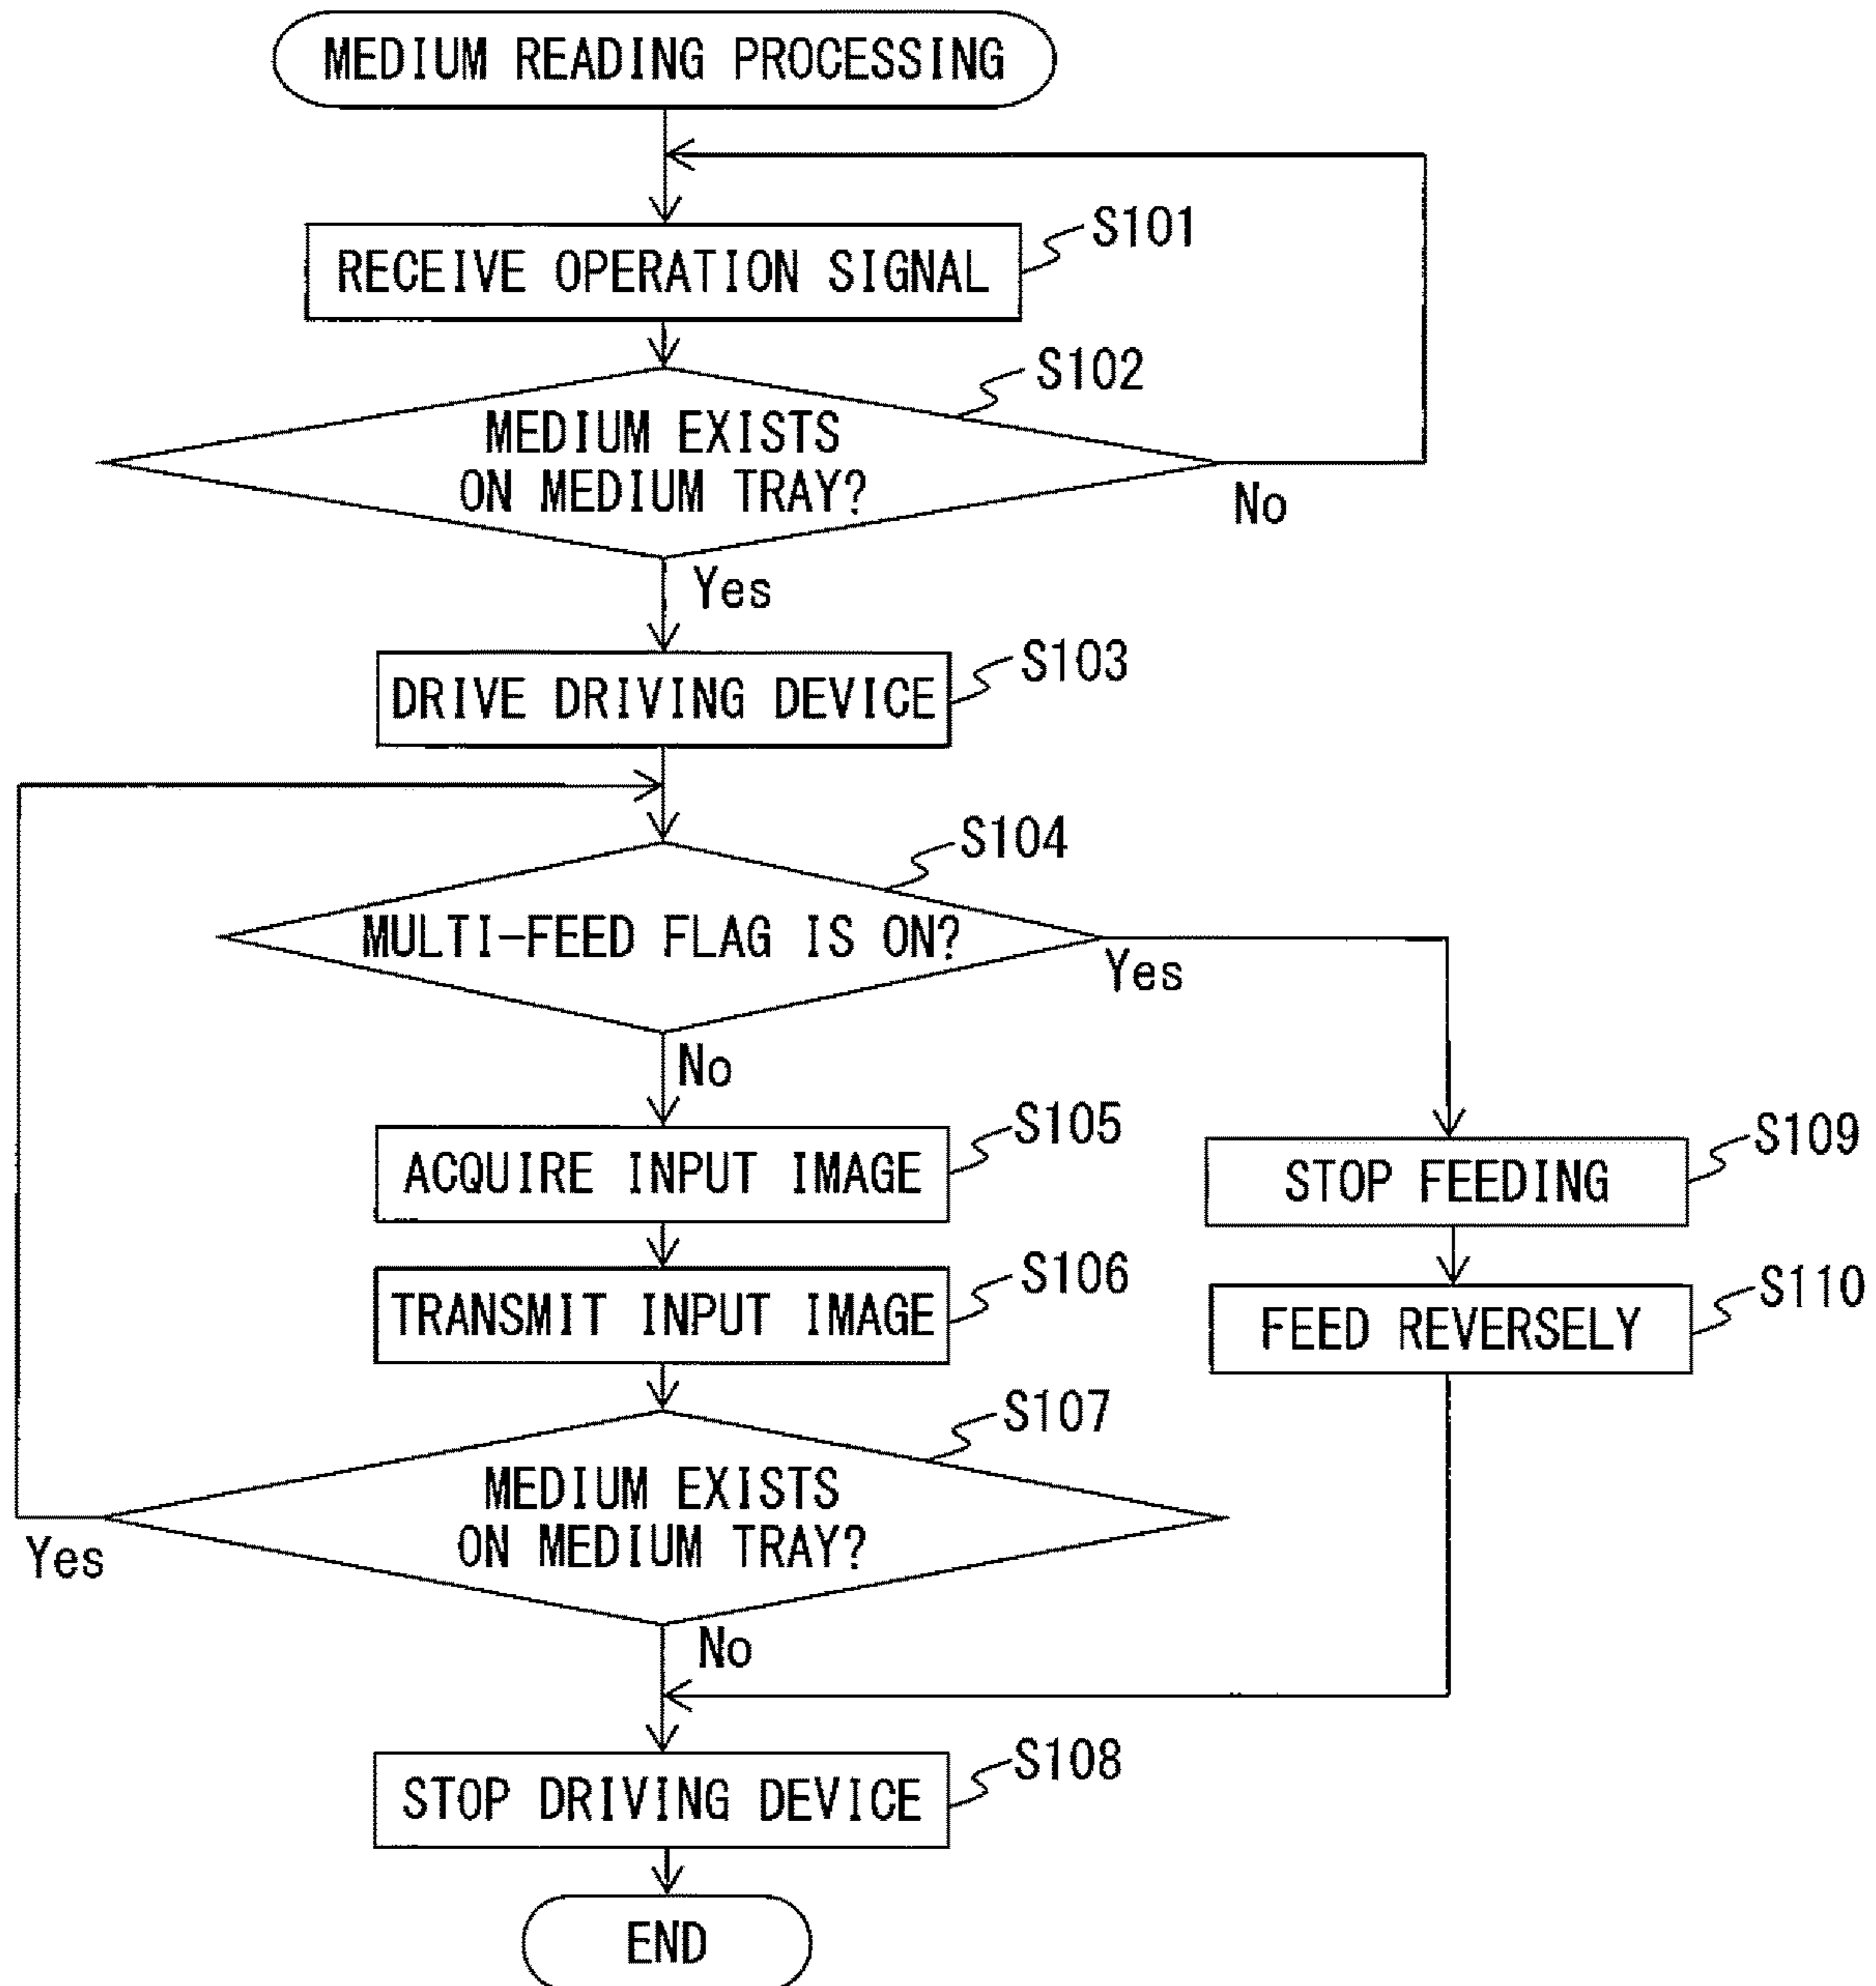 MEDIUM READING PROCESSING
RECEIVE OPERATION SIGNAL
S101
MEDIUM EXISTS
ON MEDIUM TRAY?
S102
No
Yes
DRIVE DRIVING DEVICE
S103
MULTI-FEED FLAG IS ON?
S104
Yes
No
ACQUIRE INPUT IMAGE
S105
STOP FEEDING
S109
TRANSMIT INPUT IMAGE
S106
FEED REVERSELY
S110
MEDIUM EXISTS
ON MEDIUM TRAY?
S107
Yes
No
STOP DRIVING DEVICE
S108
END